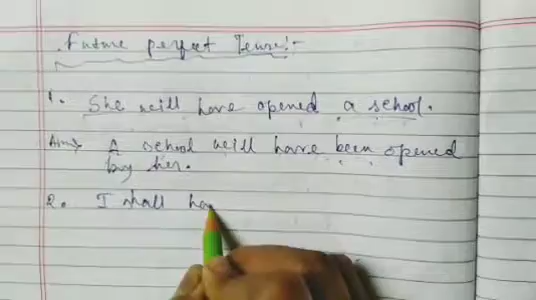 Future perfect Tense:-
1. She will have opened a school.
Ans→ A school will have been opened
by her.
2. I shall ha